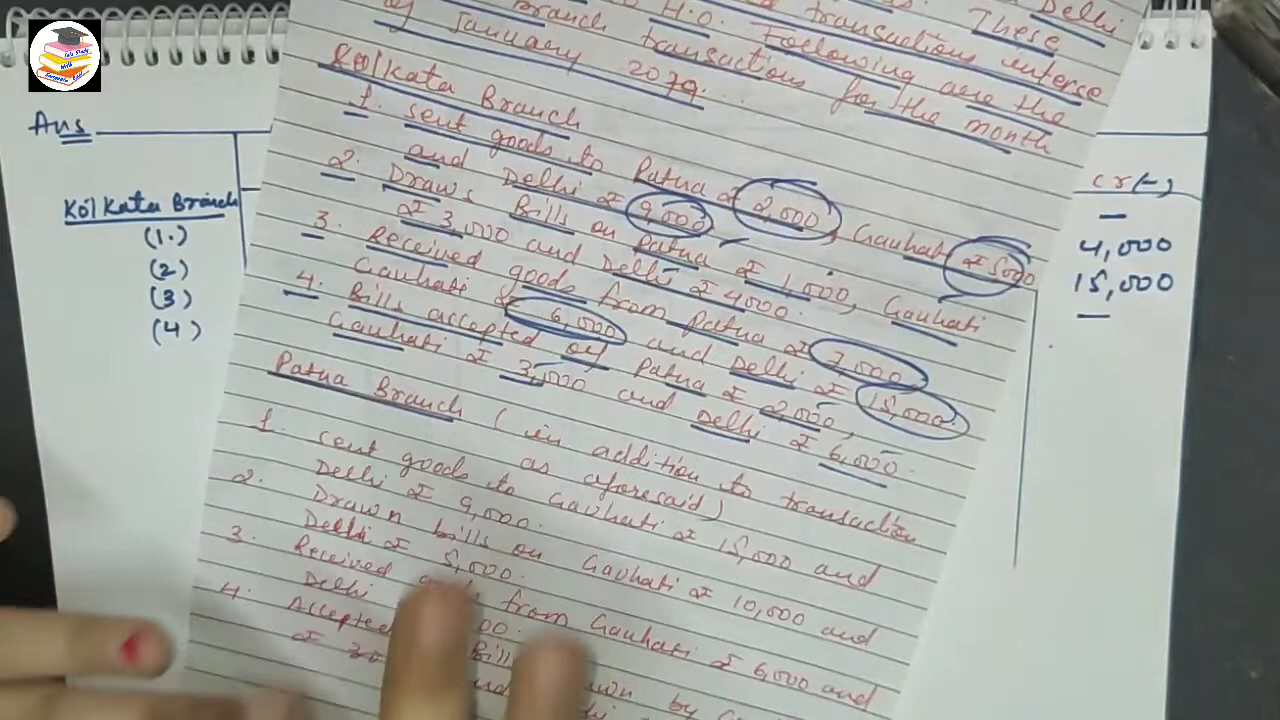 Delhi
H.O.
transactions
These
Branch
transaction interse
Following are the
of January 2079.
transactions for the month
Kolkata Branch
1. sent goods to Patna ₹ 2,000, Gauhati ₹ 5000
and Delhi ₹ 9,000
2. Draws Bills on Patna ₹ 1,000, Gauhati
₹ 3,000 and Delhi ₹ 4000.
3. Received goods from Patna ₹ 7,000
Gauhati ₹ 6,000 and Delhi ₹ 15,000.
4. Bills accepted of Patna ₹ 2,000,
Gauhati ₹ 3,000 and Delhi ₹ 6,000.
Patna Branch (in addition to transaction
as aforesaid)
1. sent goods to Gauhati ₹ 15,000 and
Delhi ₹ 9,000.
2. Drawn bills on Gauhati ₹ 10,000 and
Delhi ₹ 5,000.
3. Received from Gauhati ₹ 6,000 and
Delhi
4. Accepted by
Ans
Kolkata Branch
(1.)
(2)
(3)
(4)
cr(-)
4,000
15,000